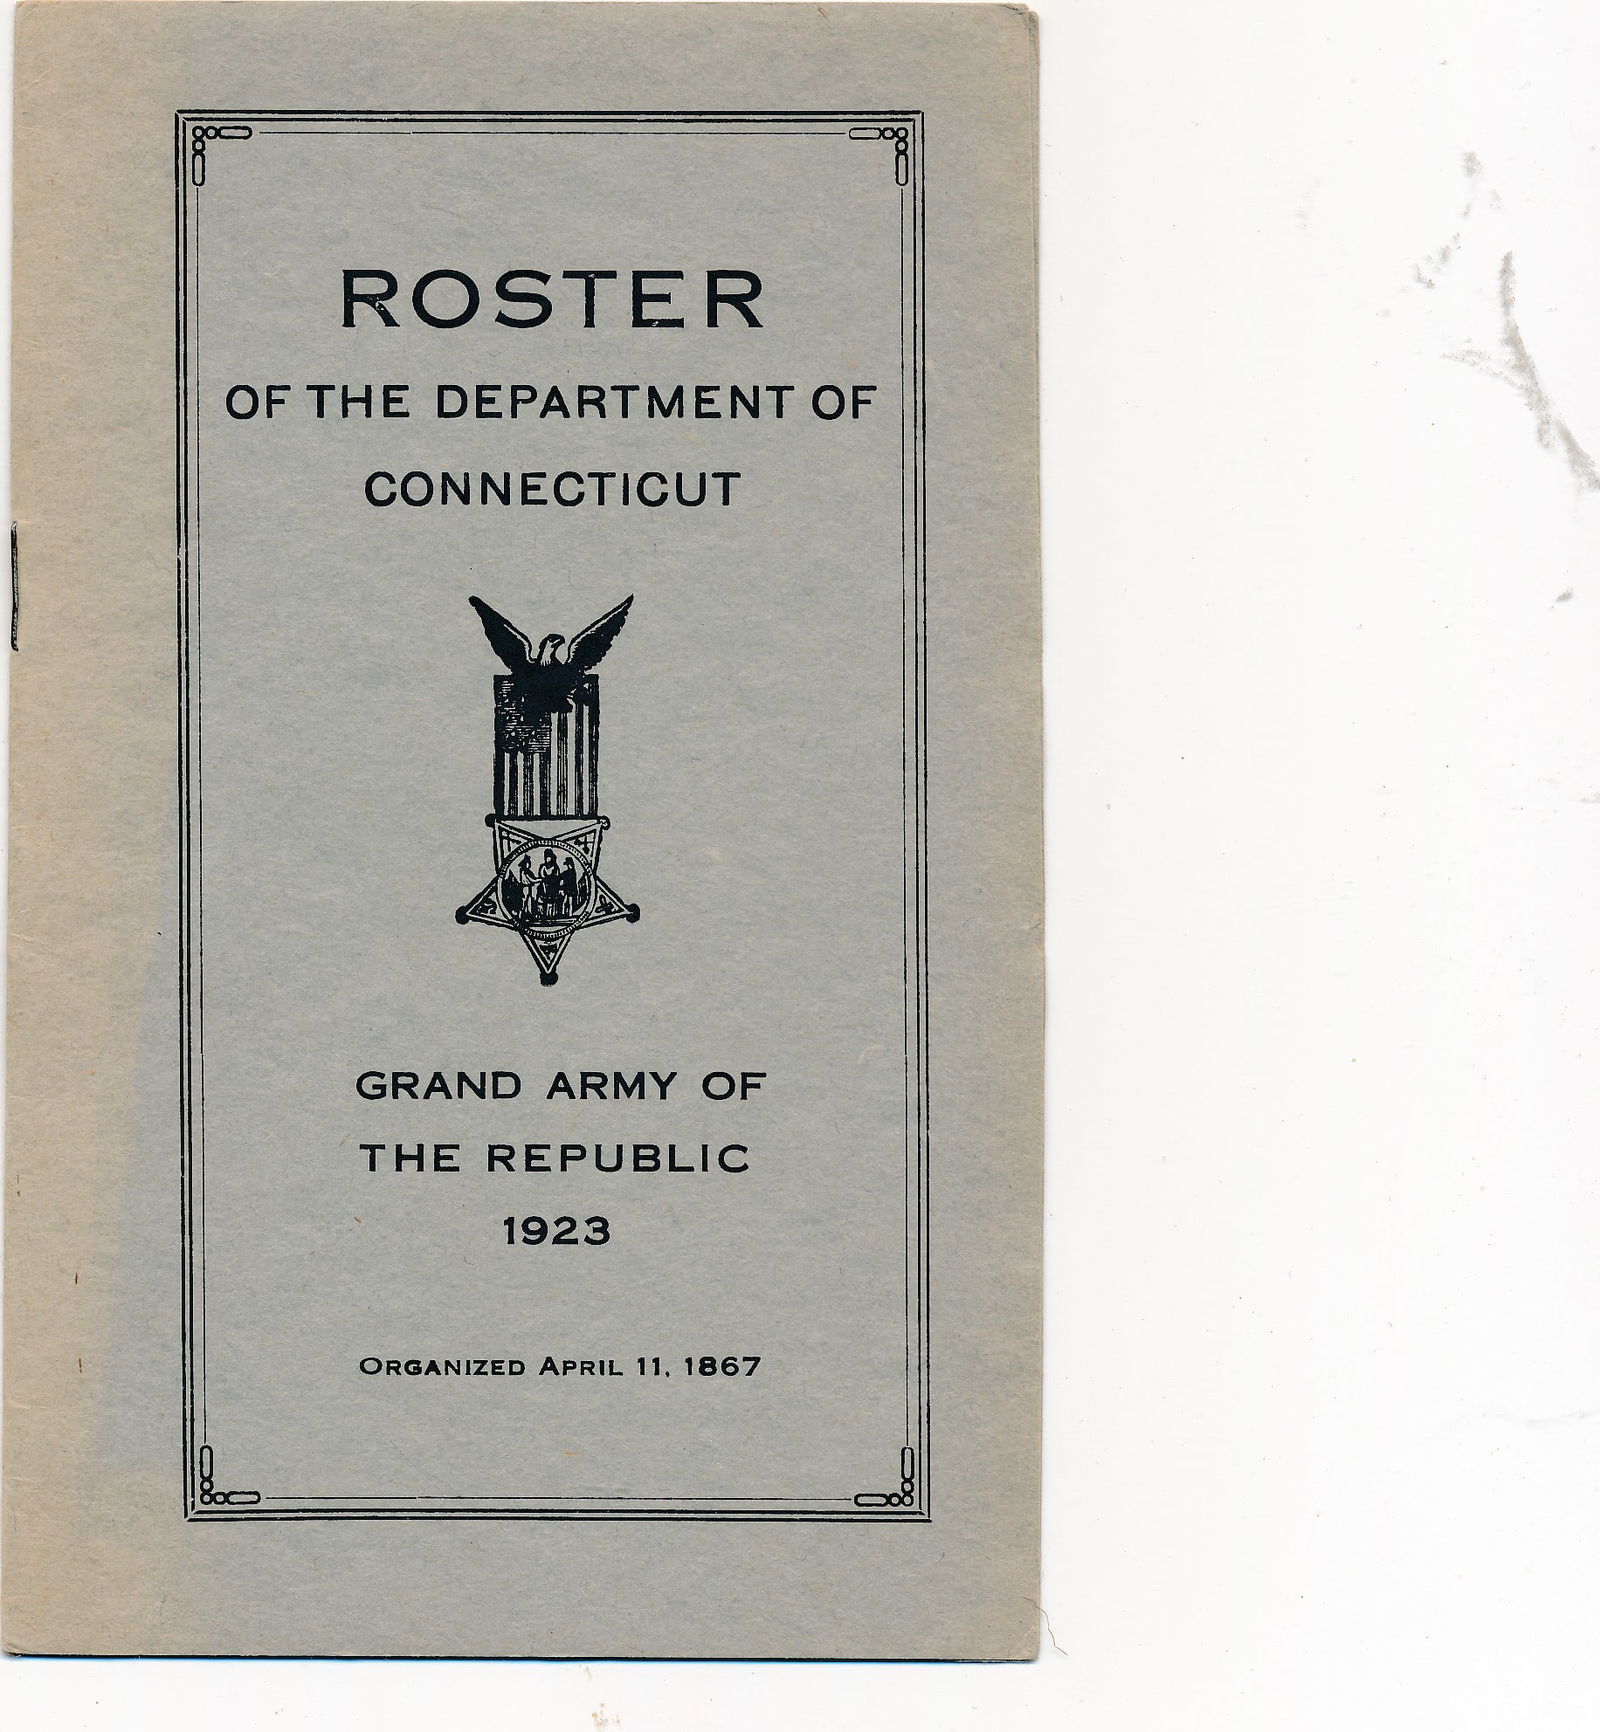 ROSTER
OF THE DEPARTMENT OF
CONNECTICUT
GRAND ARMY OF
THE REPUBLIC
1923
ORGANIZED APRIL 11, 1867